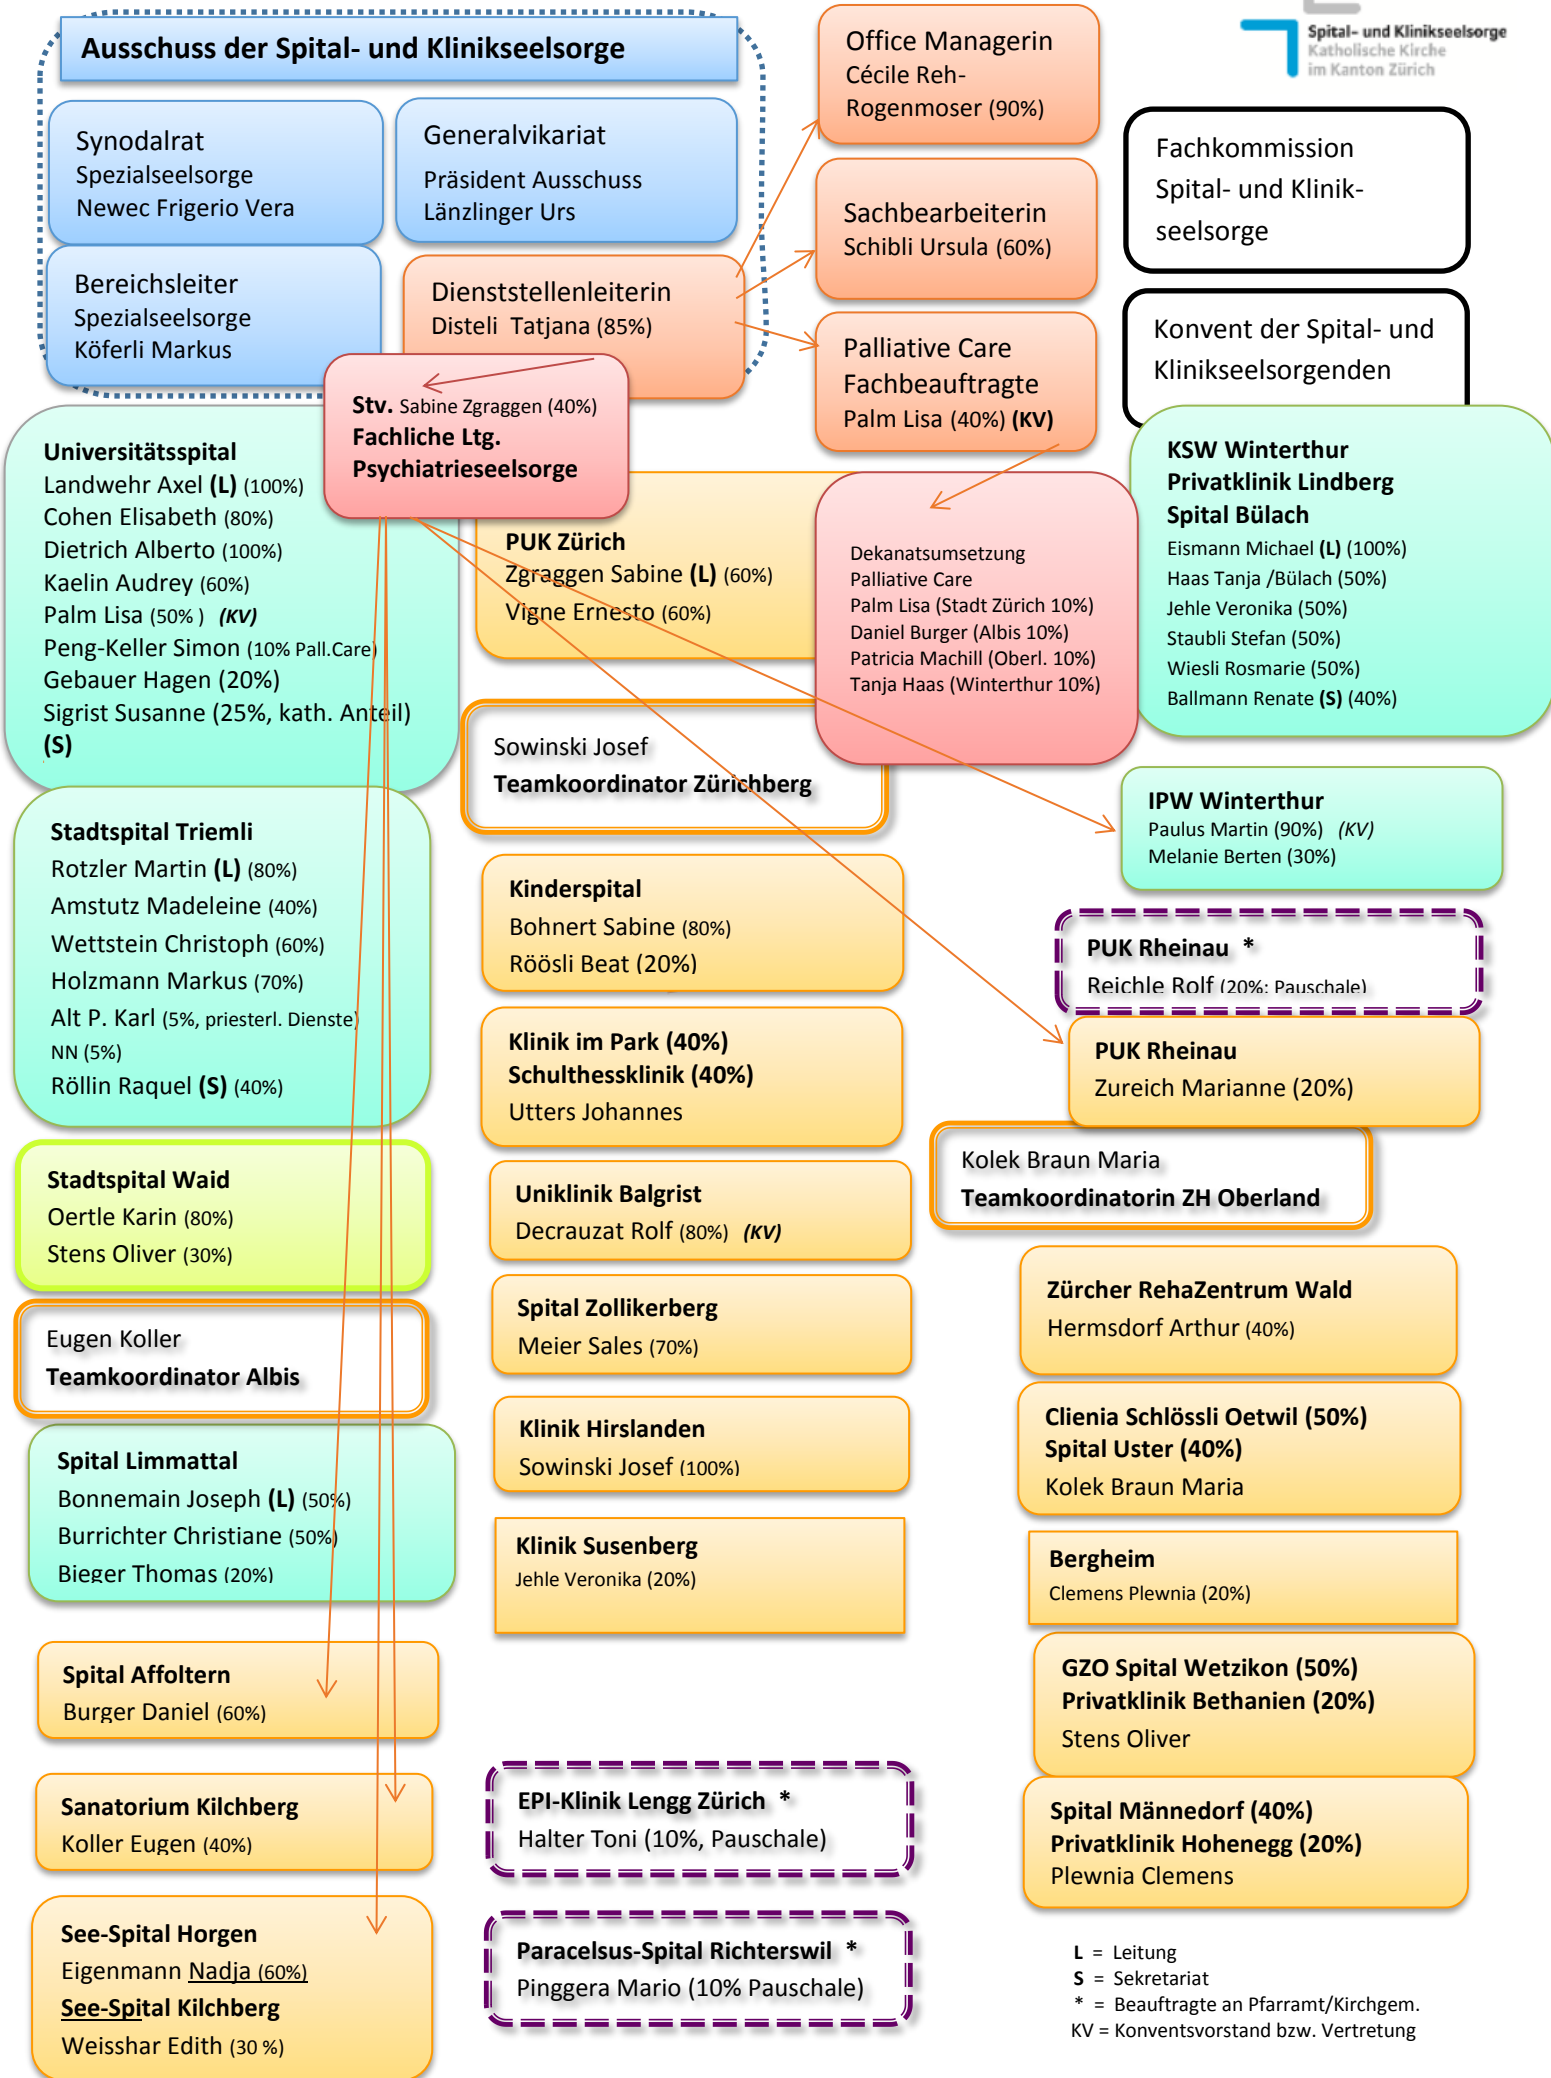 Ausschuss der Spital- und Klinikseelsorge
Synodalrat
Spezialseelsorge
Newec Frigerio Vera
Generalvikariat
Präsident Ausschuss
Länzlinger Urs
Bereichsleiter
Spezialseelsorge
Köferli Markus
Dienststellenleiterin
Disteli Tatjana (85%)
Office Managerin
Cécile Reh-
Rogenmoser (90%)
Sachbearbeiterin
Schibli Ursula (60%)
Palliative Care
Fachbeauftragte
Palm Lisa (40%) (KV)
Spital- und Klinikseelsorge
Katholische Kirche
im Kanton Zürich
Fachkommission
Spital- und Klinik-
seelsorge
Konvent der Spital- und
Klinikseelsorgenden
Stv. Sabine Zgraggen (40%)
Fachliche Ltg.
Psychiatrieseelsorge
Universitätsspital
Landwehr Axel (L) (100%)
Cohen Elisabeth (80%)
Dietrich Alberto (100%)
Kaelin Audrey (60%)
Palm Lisa (50% ) (KV)
Peng-Keller Simon (10% Pall.Care)
Gebauer Hagen (20%)
Sigrist Susanne (25%, kath. Anteil)
(S)
PUK Zürich
Zgraggen Sabine (L) (60%)
Vigne Ernesto (60%)
Dekanatsumsetzung
Palliative Care
Palm Lisa (Stadt Zürich 10%)
Daniel Burger (Albis 10%)
Patricia Machill (Oberl. 10%)
Tanja Haas (Winterthur 10%)
KSW Winterthur
Privatklinik Lindberg
Spital Bülach
Eismann Michael (L) (100%)
Haas Tanja /Bülach (50%)
Jehle Veronika (50%)
Staubli Stefan (50%)
Wiesli Rosmarie (50%)
Ballmann Renate (S) (40%)
Sowinski Josef
Teamkoordinator Zürichberg
IPW Winterthur
Paulus Martin (90%) (KV)
Melanie Berten (30%)
Stadtspital Triemli
Rotzler Martin (L) (80%)
Amstutz Madeleine (40%)
Wettstein Christoph (60%)
Holzmann Markus (70%)
Alt P. Karl (5%, priesterl. Dienste)
NN (5%)
Röllin Raquel (S) (40%)
Kinderspital
Bohnert Sabine (80%)
Röösli Beat (20%)
PUK Rheinau *
Reichle Rolf (20%; Pauschale)
Klinik im Park (40%)
Schulthessklinik (40%)
Utters Johannes
PUK Rheinau
Zureich Marianne (20%)
Stadtspital Waid
Oertle Karin (80%)
Stens Oliver (30%)
Uniklinik Balgrist
Decrauzat Rolf (80%) (KV)
Kolek Braun Maria
Teamkoordinatorin ZH Oberland
Eugen Koller
Teamkoordinator Albis
Spital Zollikerberg
Meier Sales (70%)
Zürcher RehaZentrum Wald
Hermsdorf Arthur (40%)
Spital Limmattal
Bonnemain Joseph (L) (50%)
Burrichter Christiane (50%)
Bieger Thomas (20%)
Klinik Hirslanden
Sowinski Josef (100%)
Clienia Schlössli Oetwil (50%)
Spital Uster (40%)
Kolek Braun Maria
Klinik Susenberg
Jehle Veronika (20%)
Bergheim
Clemens Plewnia (20%)
Spital Affoltern
Burger Daniel (60%)
GZO Spital Wetzikon (50%)
Privatklinik Bethanien (20%)
Stens Oliver
Sanatorium Kilchberg
Koller Eugen (40%)
EPI-Klinik Lengg Zürich *
Halter Toni (10%, Pauschale)
Spital Männedorf (40%)
Privatklinik Hohenegg (20%)
Plewnia Clemens
See-Spital Horgen
Eigenmann Nadja (60%)
See-Spital Kilchberg
Weisshar Edith (30 %)
Paracelsus-Spital Richterswil *
Pinggera Mario (10% Pauschale)
L = Leitung
S = Sekretariat
* = Beauftragte an Pfarramt/Kirchgem.
KV = Konventsvorstand bzw. Vertretung